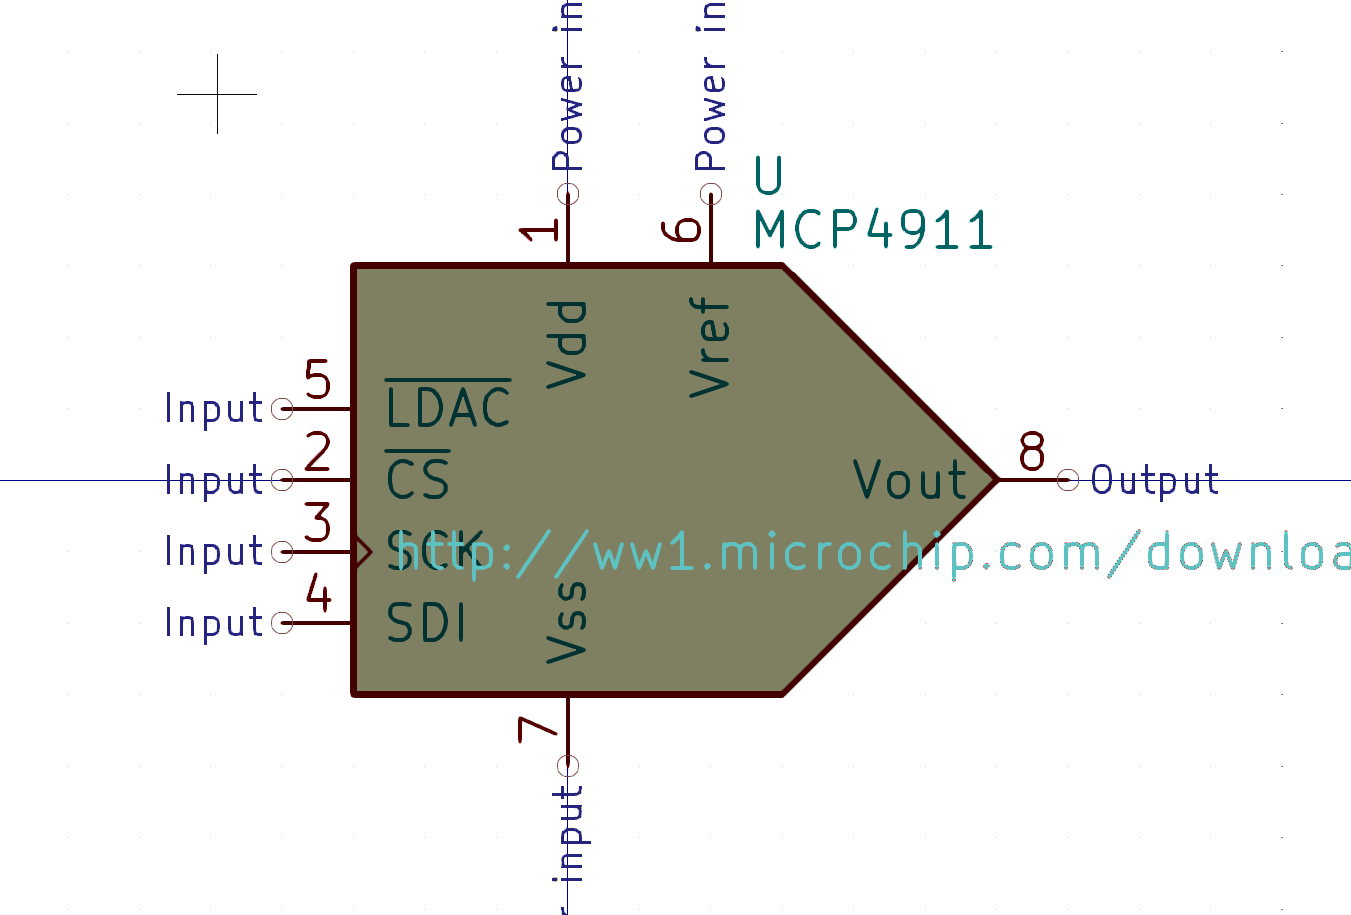 Power in
Power in
U
MCP4911
1
6
Vdd
Vref
5
Input
LDAC
2
Input
CS
Vout
8
Output
3
Input
SCK
http://ww1.microchip.com/downloa
4
Input
SDI
Vss
7
r input